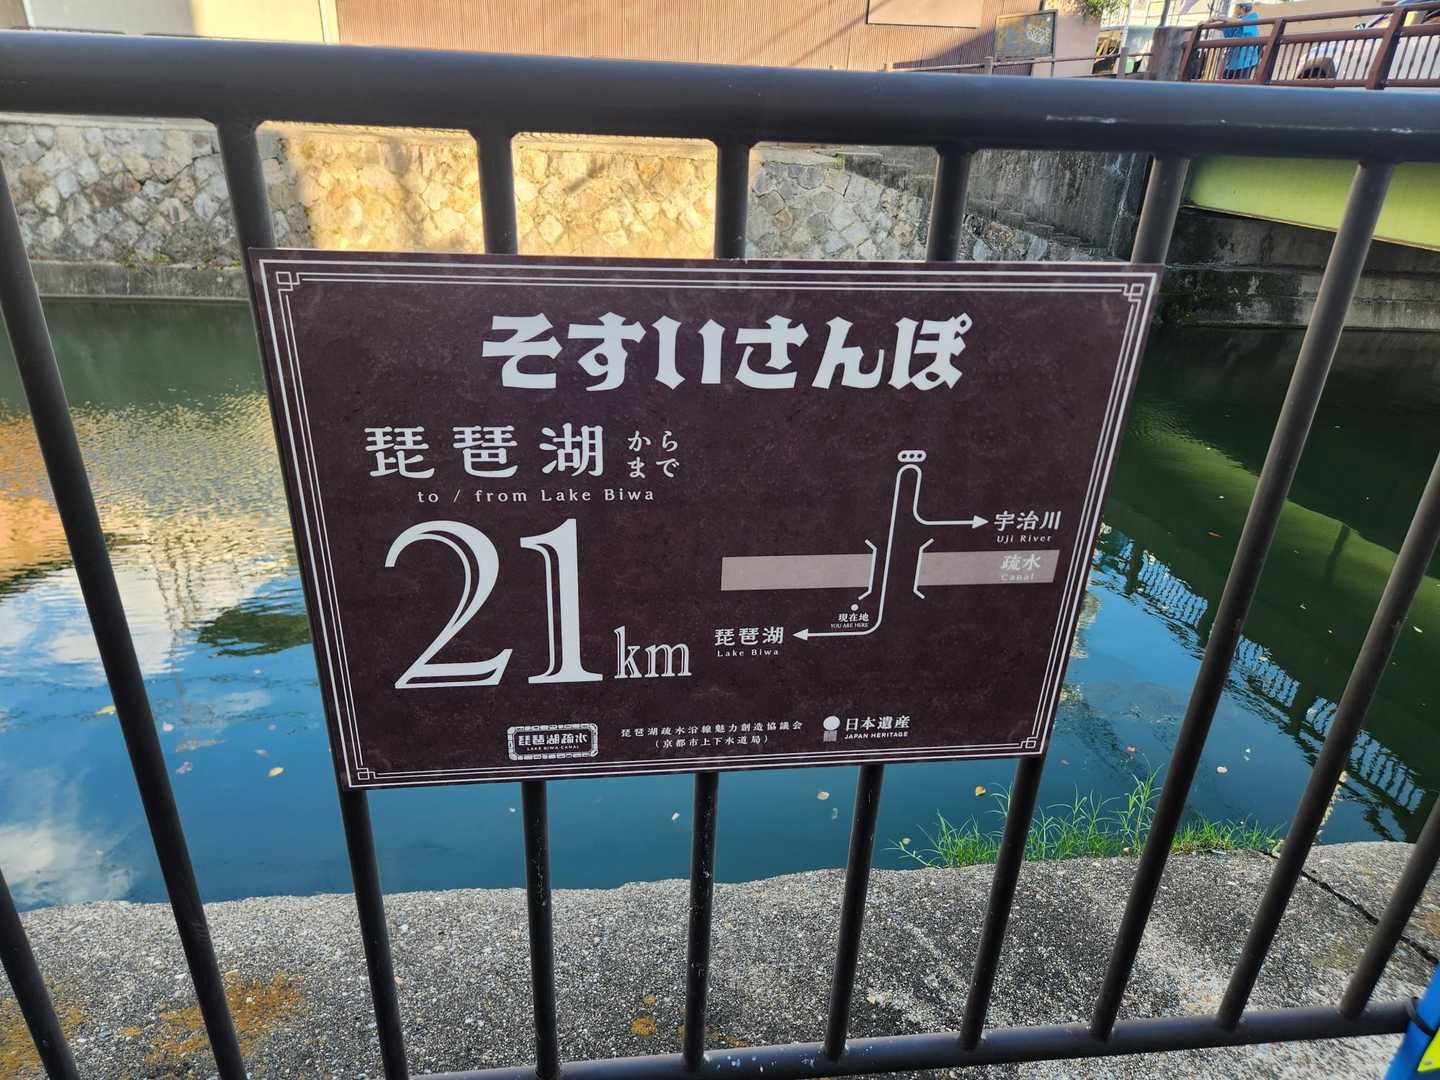 そすいさんぽ
琵琶湖からまで
to / from Lake Biwa
21km
宇治川
Uji River
疏水
Canal
現在地
YOU ARE HERE
琵琶湖
Lake Biwa
琵琶湖疏水
LAKE BIWA CANAL
琵琶湖疏水沿線魅力創造協議会
（京都市上下水道局）
日本遺産
JAPAN HERITAGE